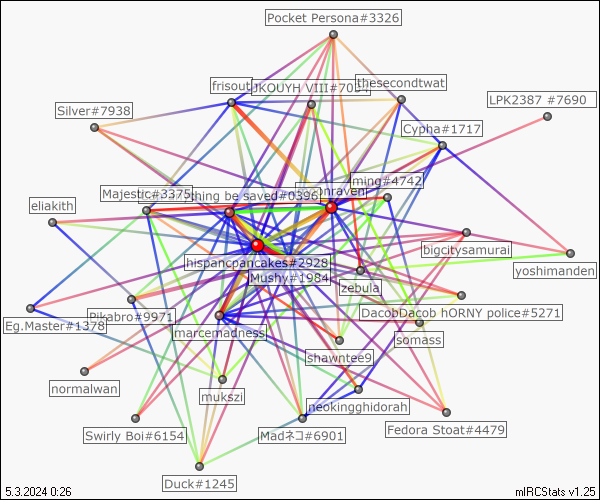 Pocket Persona#3326
frisout
JKOUYH VIII#70
thesecondtwat
LPK2387 #7690
Silver#7938
Cypha#1717
ming#4742
Majestic#3375
thing be saved#0396
nraven
eliakith
bigcitysamurai
yoshimanden
hispancpancakes#2928
Mushy#1984
zebula
DacobDacob hORNY police#5271
Pikabro#9971
Eg.Master#1378
marcemadness
sqmass
shawntee9
normalwan
mukszi
neokingghidorah
Fedora Stoat#4479
Swirly Boi#6154
Madネコ#6901
Duck#1245
5.3.2024 0:26
mIRCStats v1.25